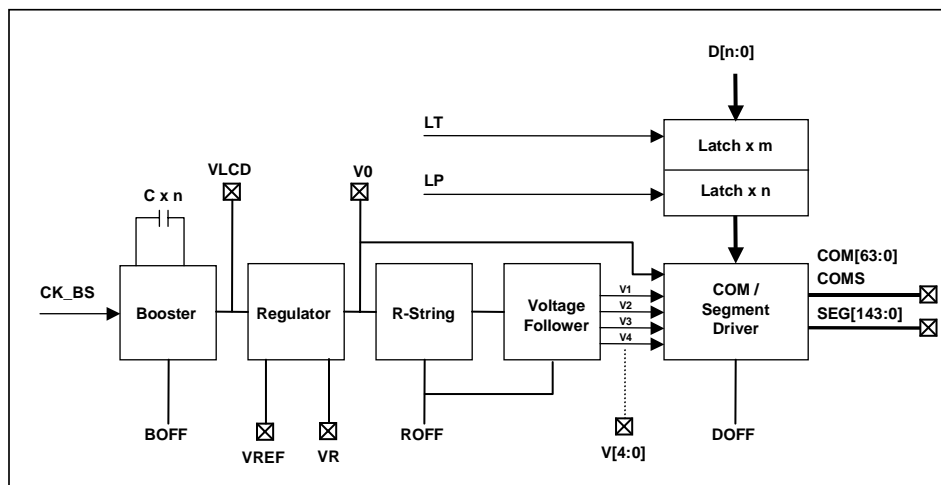 D[n:0]
LT
Latch x m
VLCD
V0
LP
Latch x n
C x n
COM[63:0]
COMS
CK_BS
Booster
Regulator
R-String
Voltage
Follower
V1
V2
V3
V4
COM /
Segment
Driver
SEG[143:0]
BOFF
VREF
VR
ROFF
V[4:0]
DOFF